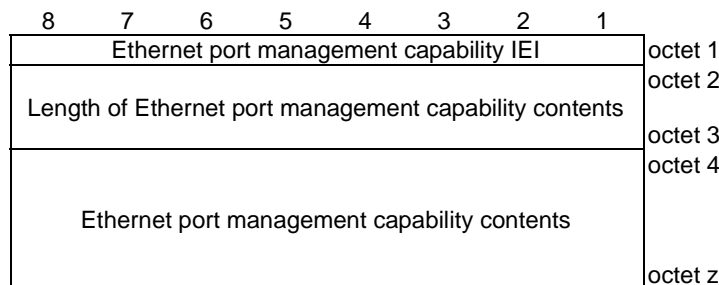 8 7 6 5 4 3 2 1
Ethernet port management capability IEI octet 1
octet 2
Length of Ethernet port management capability contents
octet 3
octet 4
Ethernet port management capability contents
octet z